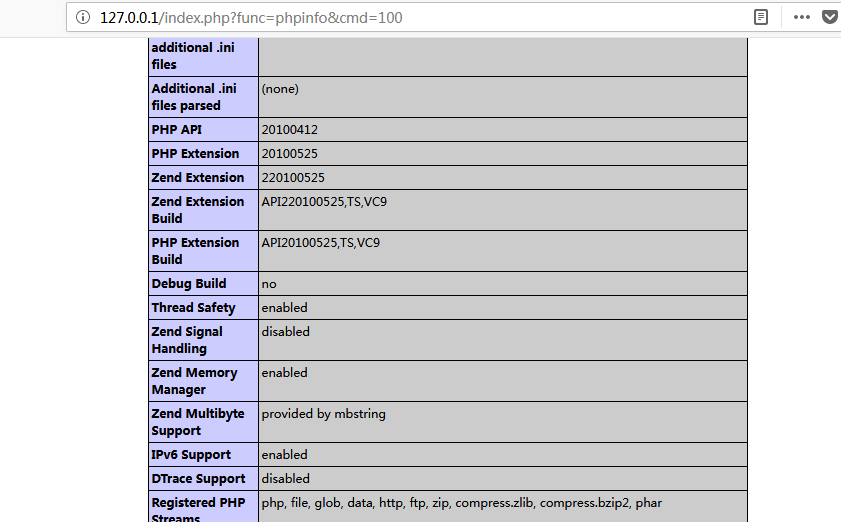 127.0.0.1/index.php?func=phpinfo&cmd=100
additional .ini
files
Additional .ini
files parsed
(none)
PHP API
20100412
PHP Extension
20100525
Zend Extension
220100525
Zend Extension
Build
API220100525,TS,VC9
PHP Extension
Build
API20100525,TS,VC9
Debug Build
no
Thread Safety
enabled
Zend Signal
Handling
disabled
Zend Memory
Manager
enabled
Zend Multibyte
Support
provided by mbstring
IPv6 Support
enabled
DTrace Support
disabled
Registered PHP
Streams
php, file, glob, data, http, ftp, zip, compress.zlib, compress.bzip2, phar